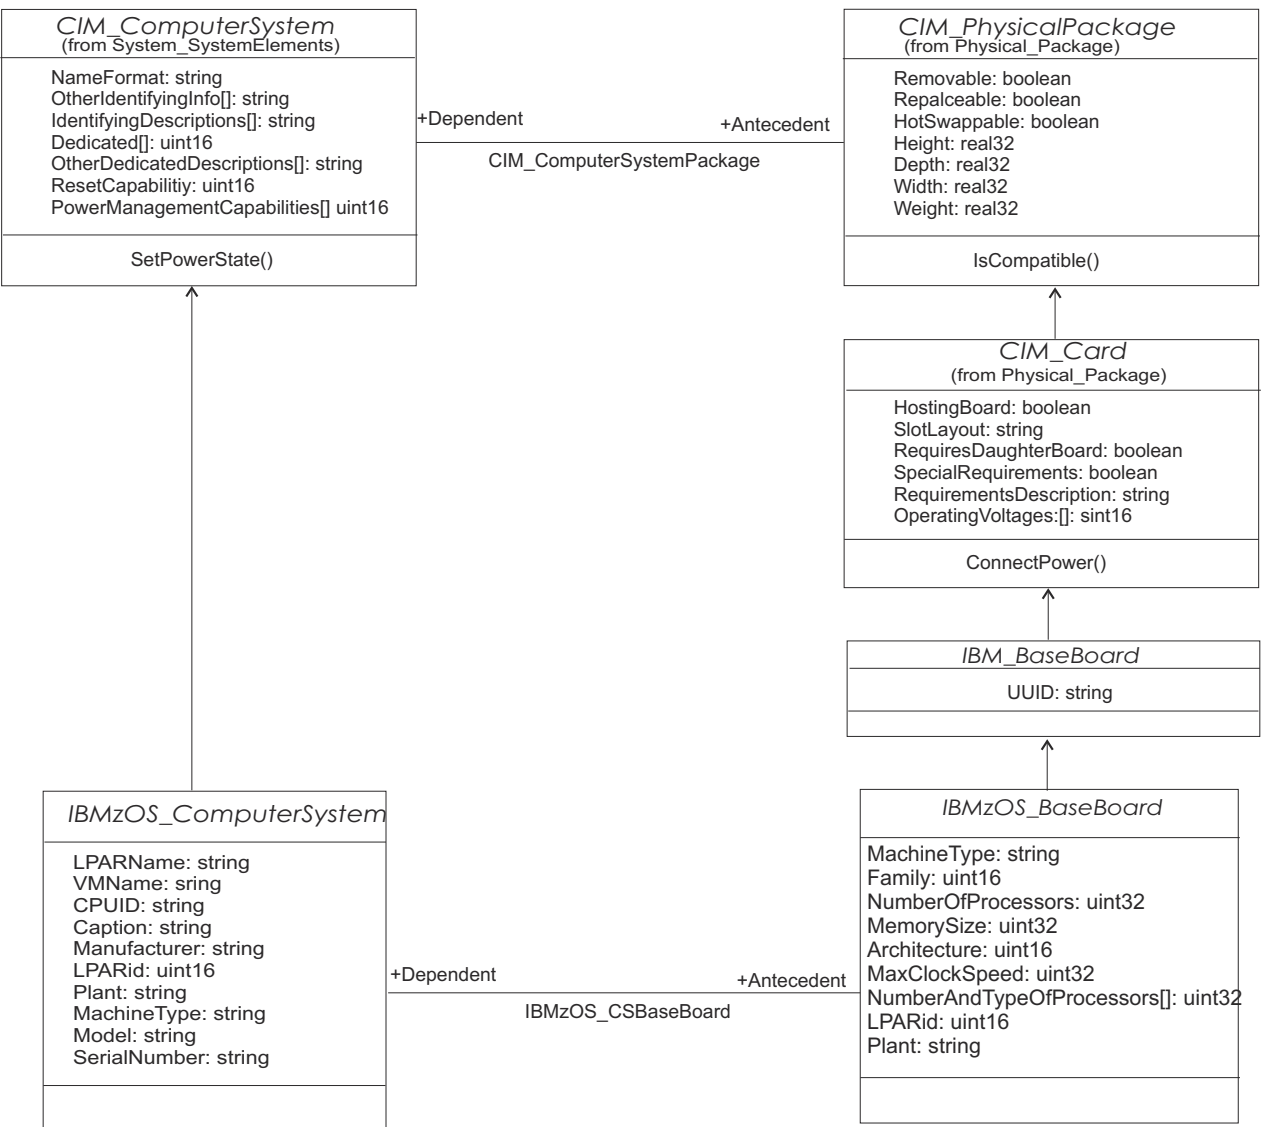 CIM_ComputerSystem
(from System_SystemElements)
NameFormat: string
OtherIdentifyingInfo[]: string
IdentifyingDescriptions[]: string
Dedicated[]: uint16
OtherDedicatedDescriptions[]: string
ResetCapabilitiy: uint16
PowerManagementCapabilities[] uint16
SetPowerState()
+Dependent
+Antecedent
CIM_ComputerSystemPackage
CIM_PhysicalPackage
(from Physical_Package)
Removable: boolean
Repalceable: boolean
HotSwappable: boolean
Height: real32
Depth: real32
Width: real32
Weight: real32
IsCompatible()
CIM_Card
(from Physical_Package)
HostingBoard: boolean
SlotLayout: string
RequiresDaughterBoard: boolean
SpecialRequirements: boolean
RequirementsDescription: string
OperatingVoltages:[]: sint16
ConnectPower()
IBM_BaseBoard
UUID: string
IBMzOS_ComputerSystem
LPARName: string
VMName: sring
CPUID: string
Caption: string
Manufacturer: string
LPARid: uint16
Plant: string
MachineType: string
Model: string
SerialNumber: string
+Dependent
+Antecedent
IBMzOS_CSBaseBoard
IBMzOS_BaseBoard
MachineType: string
Family: uint16
NumberOfProcessors: uint32
MemorySize: uint32
Architecture: uint16
MaxClockSpeed: uint32
NumberAndTypeOfProcessors[]: uint32
LPARid: uint16
Plant: string